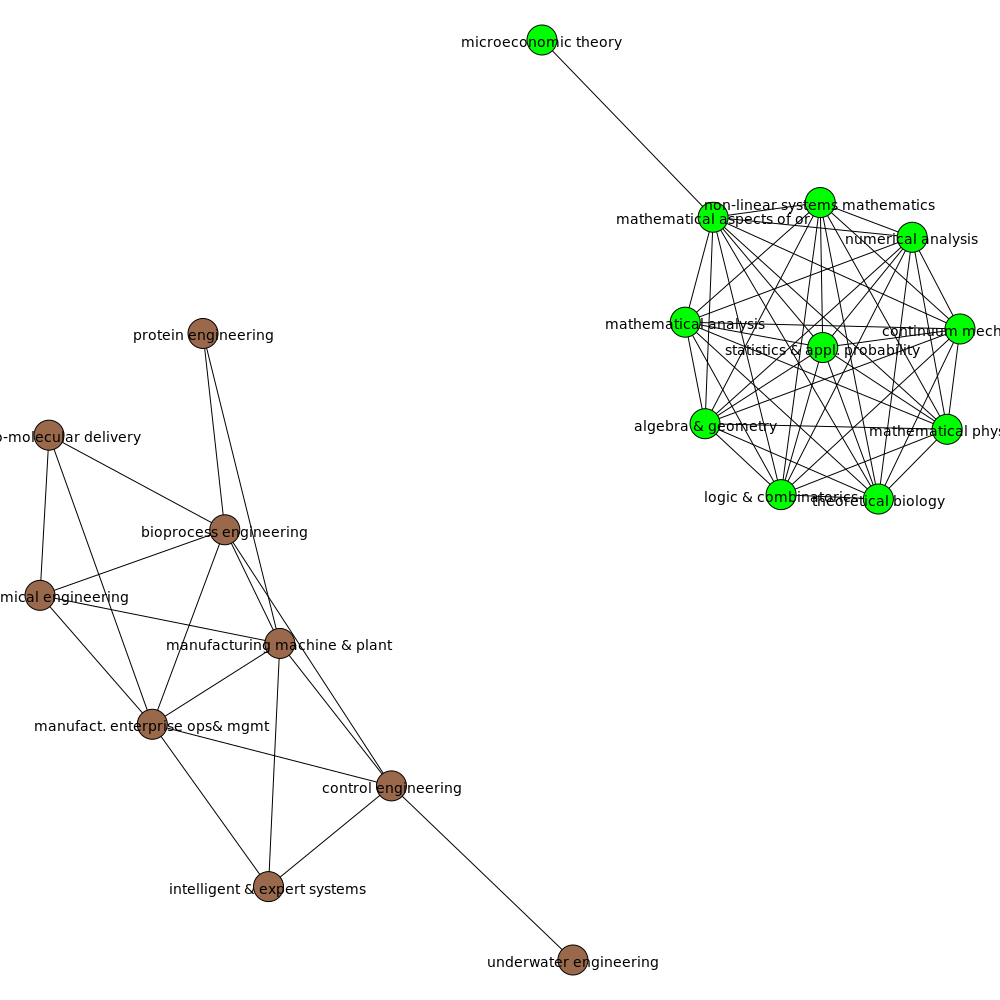 microeconomic theory
non-linear systems mathematics
mathematical aspects of or
numerical analysis
mathematical analysis
continuum mech
statistics & appl. probability
protein engineering
algebra & geometry
mathematical phys
o-molecular delivery
logic & combinatorics
theoretical biology
bioprocess engineering
mical engineering
manufacturing machine & plant
manufact. enterprise ops& mgmt
control engineering
intelligent & expert systems
underwater engineering